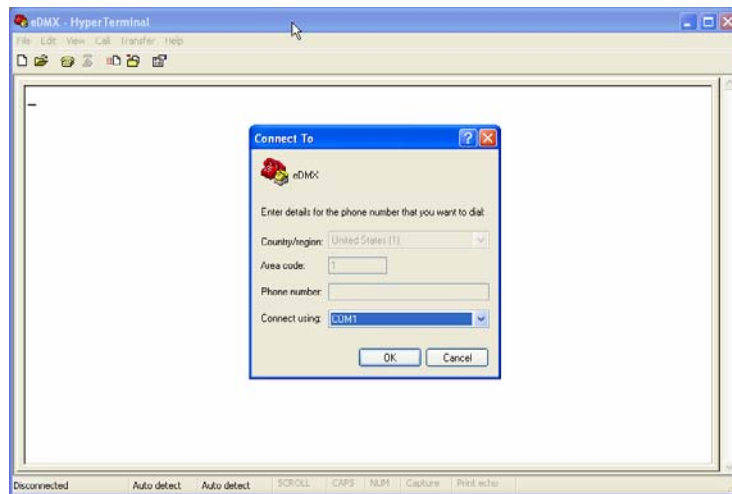 eDMX - HyperTerminal
File Edit View Call Transfer Help
Connect To
eDMX
Enter details for the phone number that you want to dial:
Country/region: United States (1)
Area code: 1
Phone number:
Connect using: COM1
OK Cancel
Disconnected Auto detect Auto detect SCROLL CAPS NUM Capture Print echo